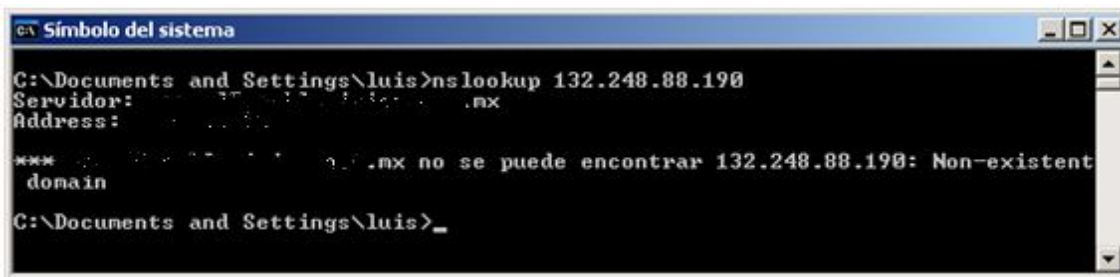 Símbolo del sistema
C:\Documents and Settings\luis>nslookup 132.248.88.190
Servidor: .mx
Address:
*** .mx no se puede encontrar 132.248.88.190: Non-existent
domain
C:\Documents and Settings\luis>_